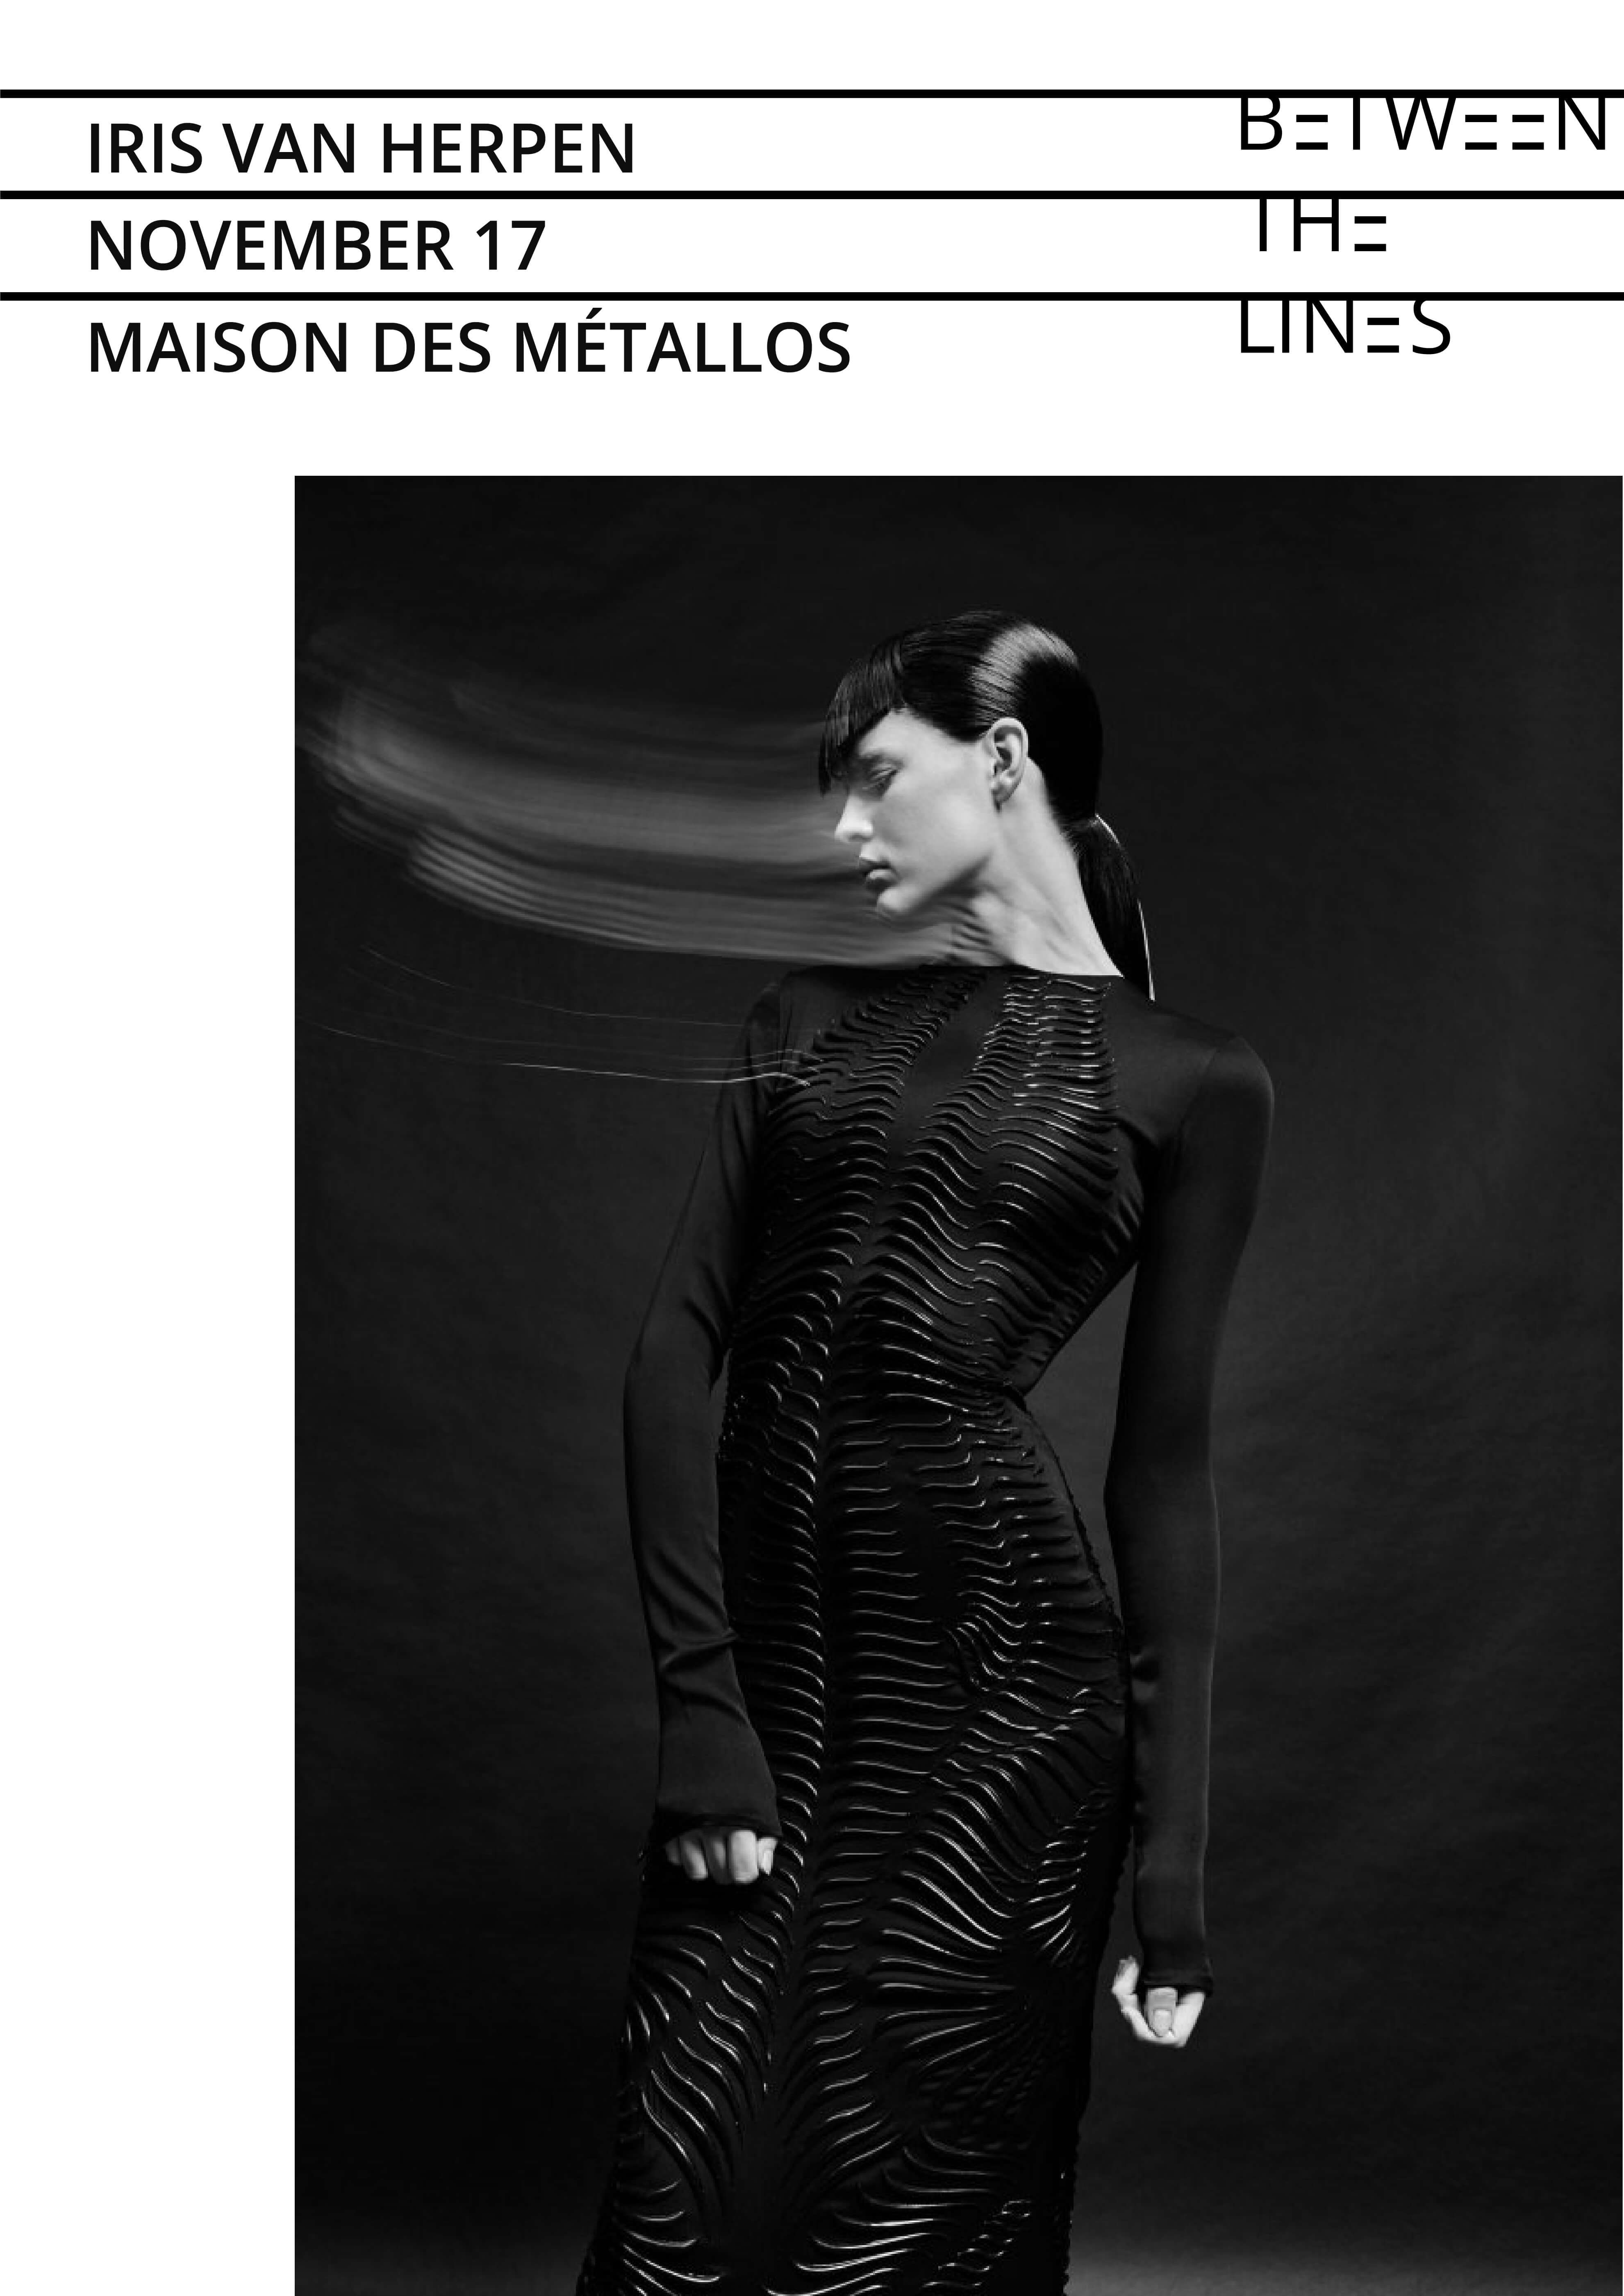 IRIS VAN HERPEN
NOVEMBER 17
MAISON DES MÉTALLOS
BETWEEN
THE
LINES